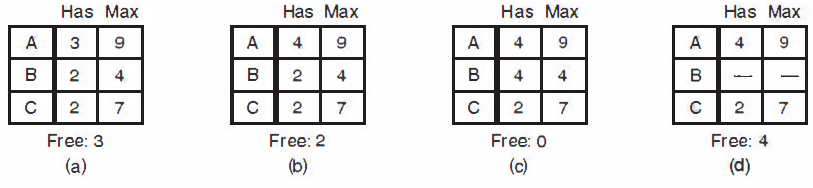 Has Max
A 3 9
B 2 4
C 2 7
Free: 3
(a)
Has Max
A 4 9
B 2 4
C 2 7
Free: 2
(b)
Has Max
A 4 9
B 4 4
C 2 7
Free: 0
(c)
Has Max
A 4 9
B — —
C 2 7
Free: 4
(d)